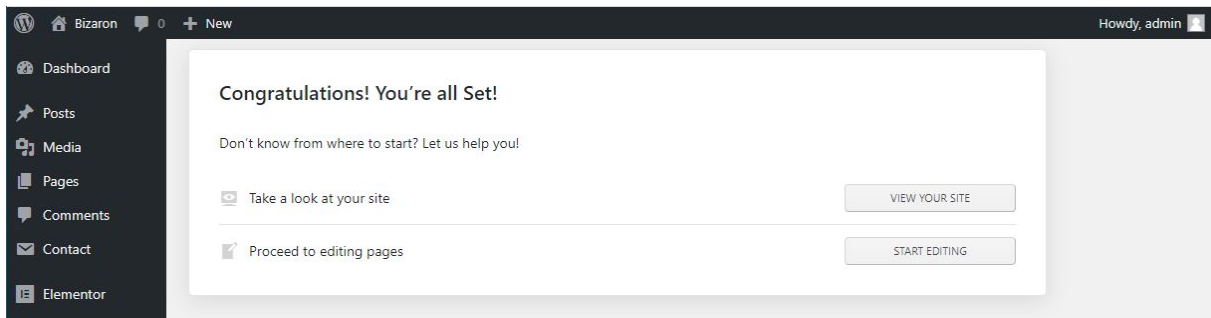 Bizaron 0 New Howdy, admin
Dashboard
Posts
Media
Pages
Comments
Contact
Elementor
Congratulations! You’re all Set!
Don’t know from where to start? Let us help you!
Take a look at your site VIEW YOUR SITE
Proceed to editing pages START EDITING